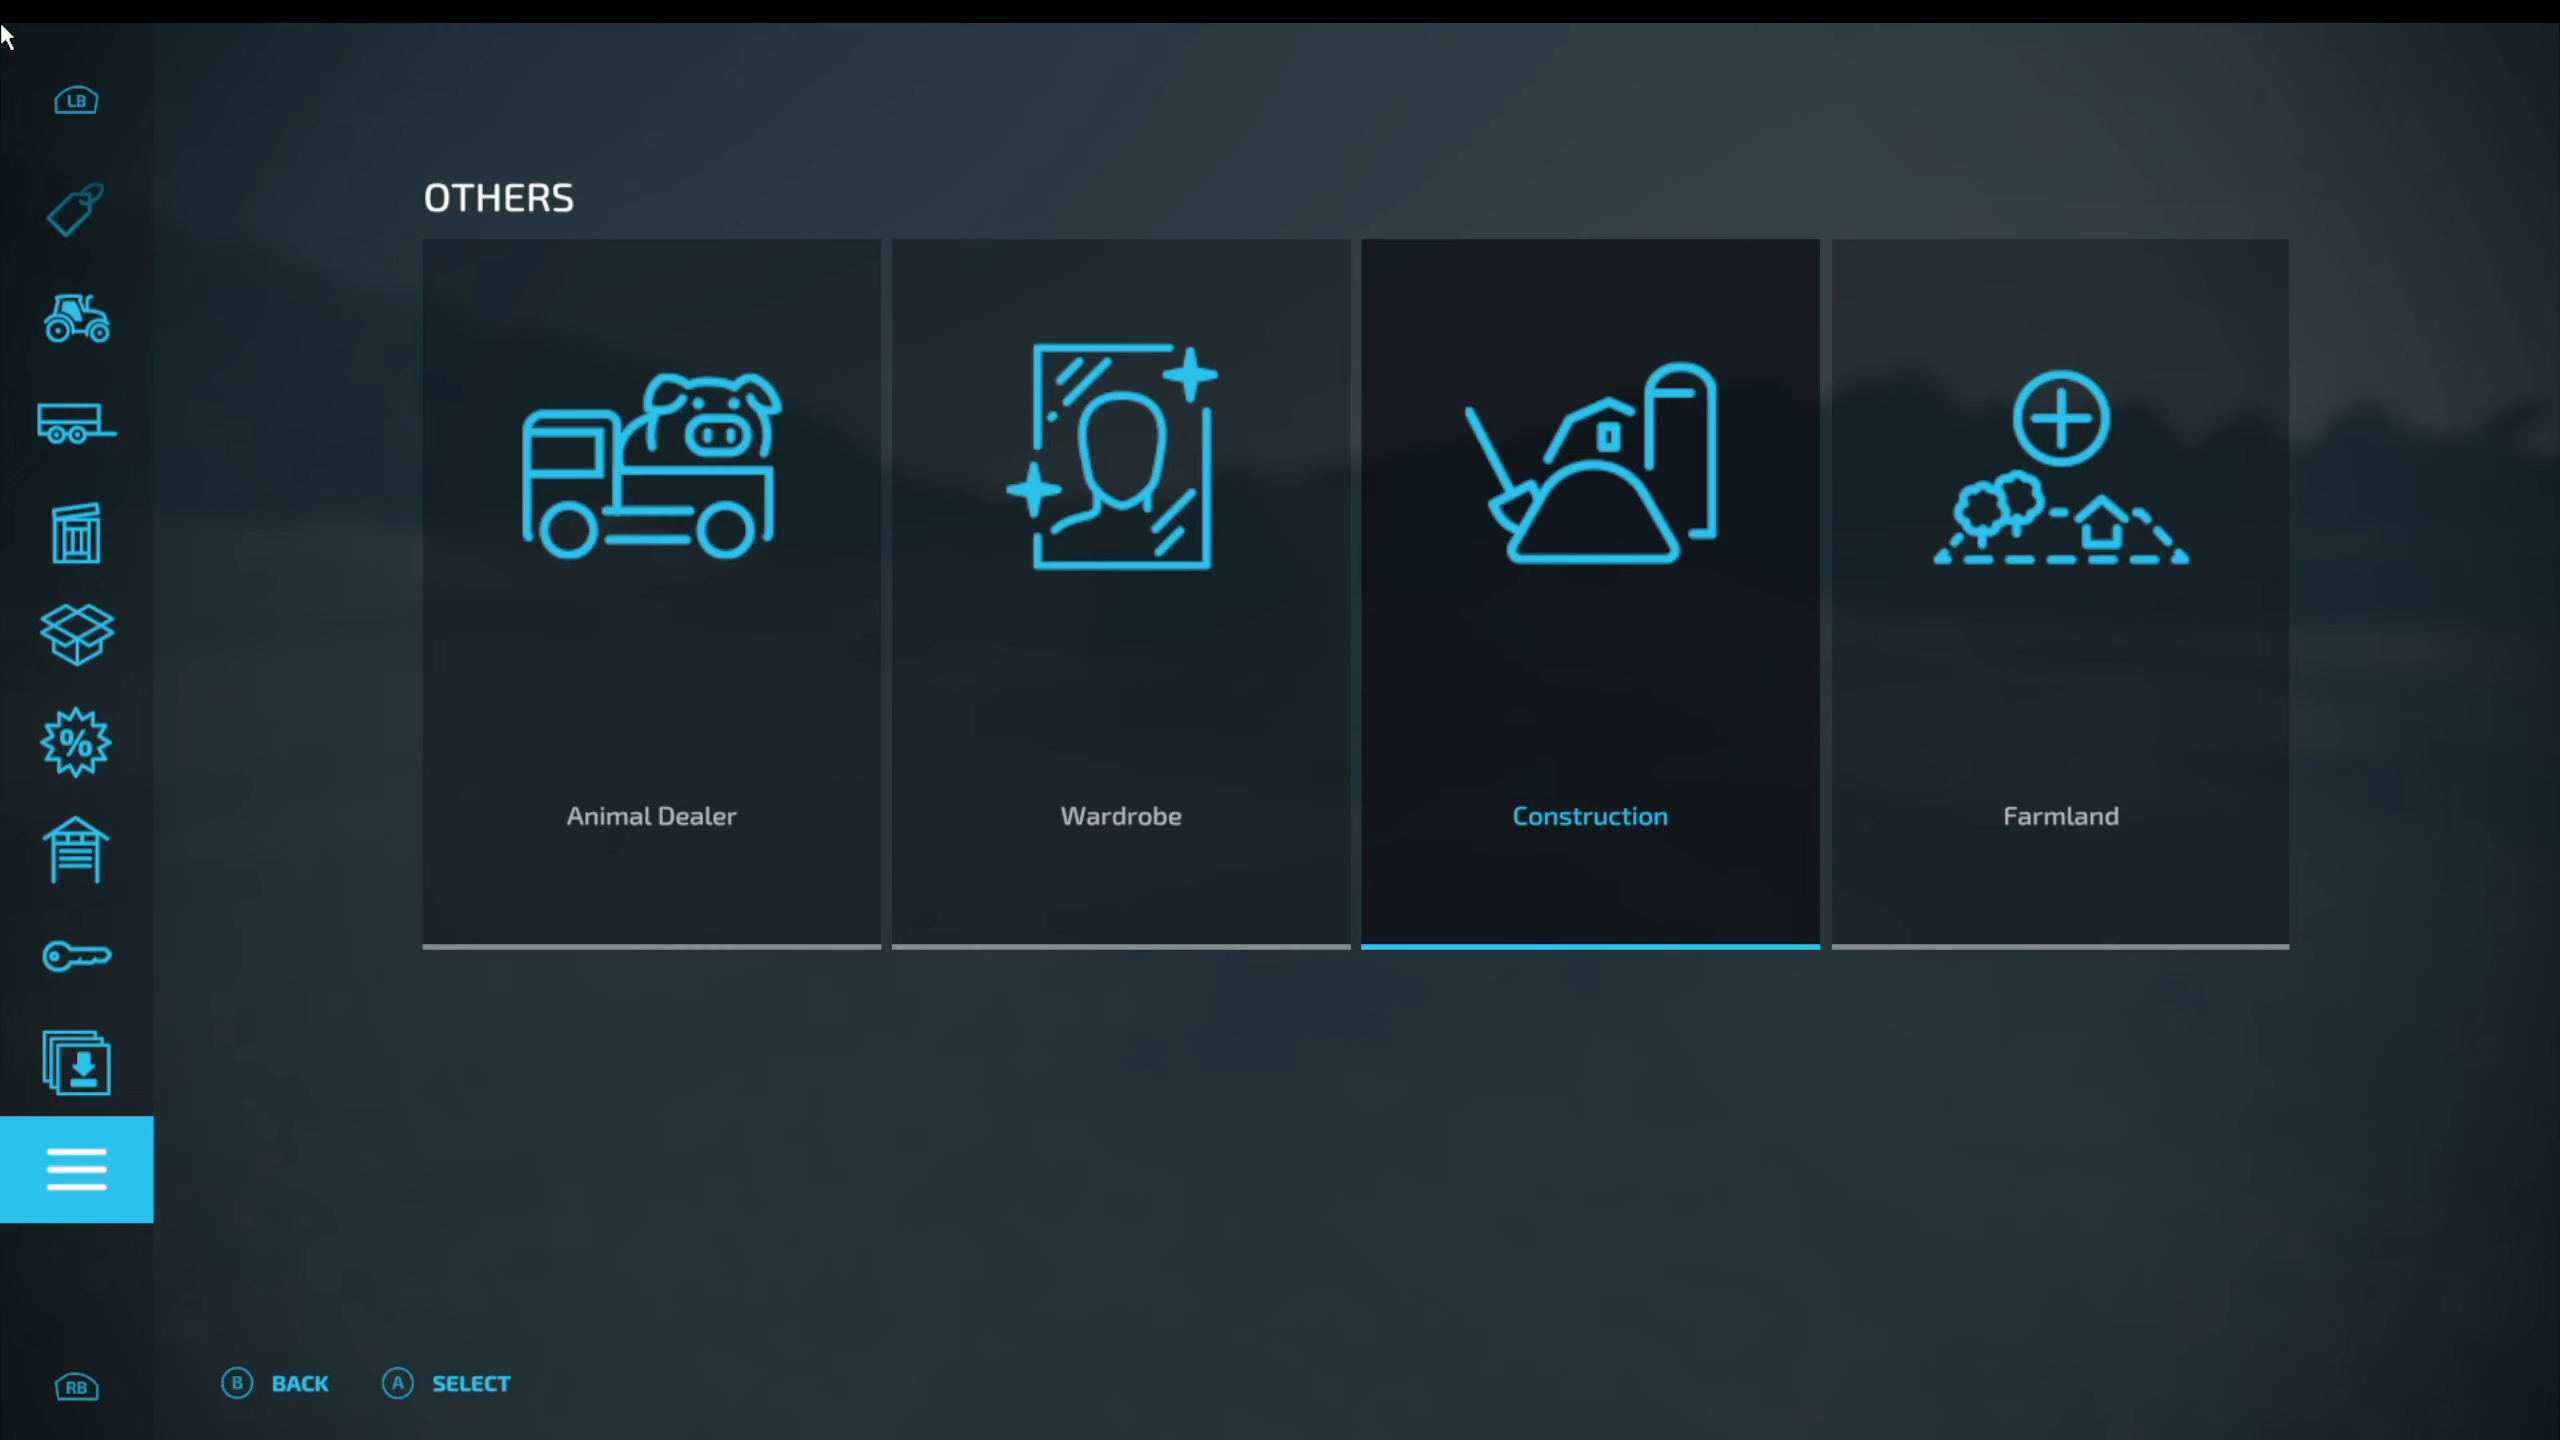 LB
OTHERS
Animal Dealer
Wardrobe
Construction
Farmland
%
RB
B BACK A SELECT